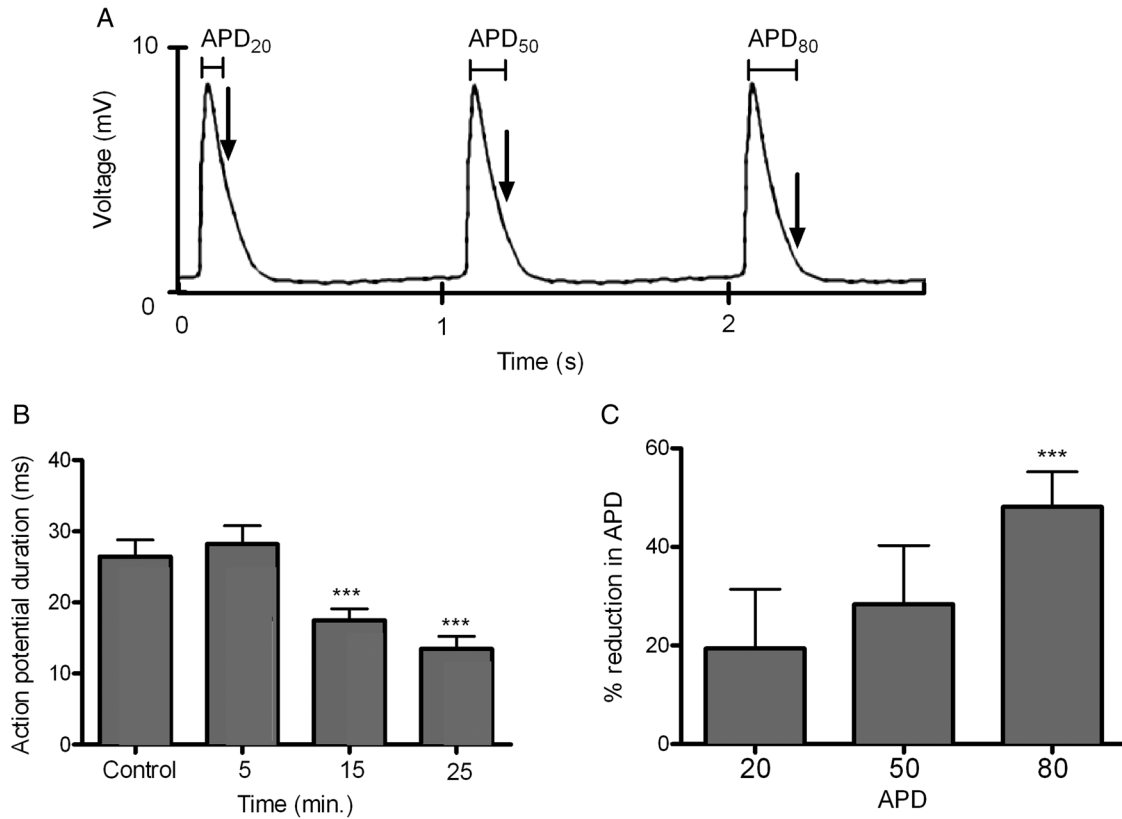 A
APD20 APD50 APD80
10
Voltage (mV)
0
0 1 2
Time (s)
B
Action potential duration (ms)
40
30
20
10
0
*** ***
Control 5 15 25
Time (min.)
C
% reduction in APD
60
40
20
0
***
20 50 80
APD